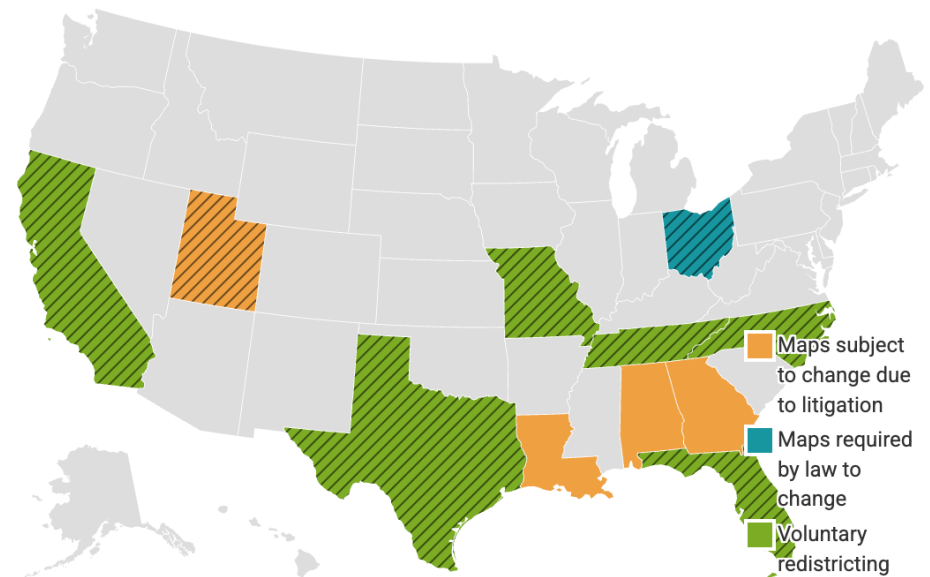 Maps subject
to change due
to litigation
Maps required
by law to
change
Voluntary
redistricting